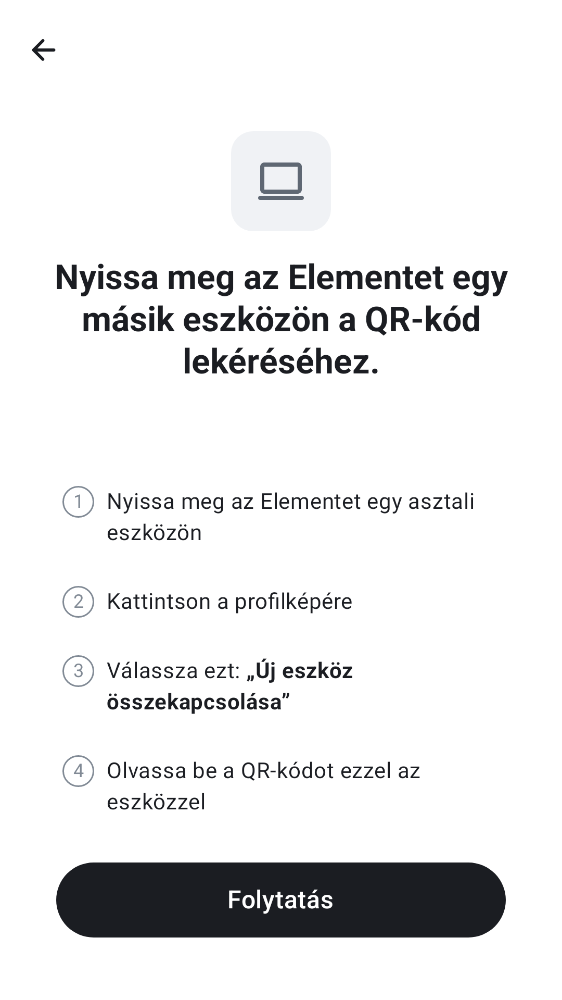 Nyissa meg az Elementet egy
másik eszközön a QR-kód
lekéréséhez.
1 Nyissa meg az Elementet egy asztali
eszközön
2 Kattintson a profilképére
3 Válassza ezt: „Új eszköz
összekapcsolása”
4 Olvassa be a QR-kódot ezzel az
eszközzel
Folytatás